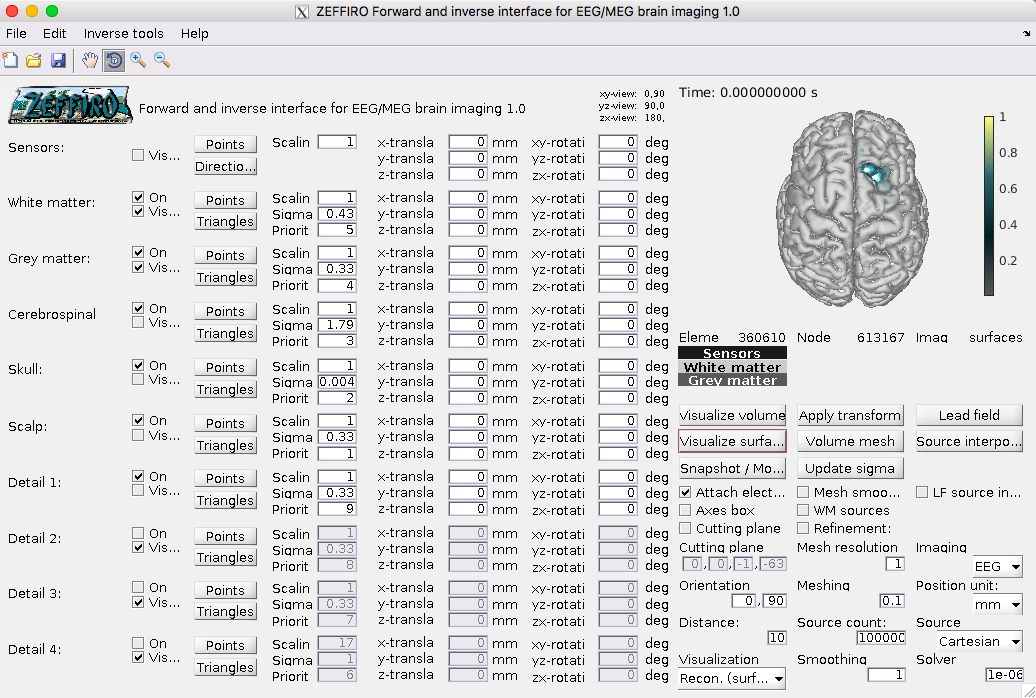 ZEFFIRO Forward and inverse interface for EEG/MEG brain imaging 1.0
File Edit Inverse tools Help
ZEFFIRO Forward and inverse interface for EEG/MEG brain imaging 1.0
xy-view: 0,90
yz-view: 90,0
zx-view: 180,
Time: 0.000000000 s
Sensors: Vis... Points Directio... Scalin 1 x-transla 0 mm xy-rotati 0 deg
y-transla 0 mm yz-rotati 0 deg
z-transla 0 mm zx-rotati 0 deg
White matter: On Vis... Points Triangles Scalin 1 x-transla 0 mm xy-rotati 0 deg
Sigma 0.43 y-transla 0 mm yz-rotati 0 deg
Priorit 5 z-transla 0 mm zx-rotati 0 deg
Grey matter: On Vis... Points Triangles Scalin 1 x-transla 0 mm xy-rotati 0 deg
Sigma 0.33 y-transla 0 mm yz-rotati 0 deg
Priorit 4 z-transla 0 mm zx-rotati 0 deg
Cerebrospinal On Vis... Points Triangles Scalin 1 x-transla 0 mm xy-rotati 0 deg
Sigma 1.79 y-transla 0 mm yz-rotati 0 deg
Priorit 3 z-transla 0 mm zx-rotati 0 deg
Skull: On Vis... Points Triangles Scalin 1 x-transla 0 mm xy-rotati 0 deg
Sigma 0.004 y-transla 0 mm yz-rotati 0 deg
Priorit 2 z-transla 0 mm zx-rotati 0 deg
Scalp: On Vis... Points Triangles Scalin 1 x-transla 0 mm xy-rotati 0 deg
Sigma 0.33 y-transla 0 mm yz-rotati 0 deg
Priorit 1 z-transla 0 mm zx-rotati 0 deg
Detail 1: On Vis... Points Triangles Scalin 1 x-transla 0 mm xy-rotati 0 deg
Sigma 0.33 y-transla 0 mm yz-rotati 0 deg
Priorit 9 z-transla 0 mm zx-rotati 0 deg
Detail 2: On Vis... Points Triangles Scalin 1 x-transla 0 mm xy-rotati 0 deg
Sigma 0.33 y-transla 0 mm yz-rotati 0 deg
Priorit 8 z-transla 0 mm zx-rotati 0 deg
Detail 3: On Vis... Points Triangles Scalin 1 x-transla 0 mm xy-rotati 0 deg
Sigma 0.33 y-transla 0 mm yz-rotati 0 deg
Priorit 7 z-transla 0 mm zx-rotati 0 deg
Detail 4: On Vis... Points Triangles Scalin 17 x-transla 0 mm xy-rotati 0 deg
Sigma 1 y-transla 0 mm yz-rotati 0 deg
Priorit 6 z-transla 0 mm zx-rotati 0 deg
1
0.8
0.6
0.4
0.2
Eleme 360610 Node 613167 Imag surfaces
Sensors
White matter
Grey matter
Visualize volume Apply transform Lead field
Visualize surfa... Volume mesh Source interpo...
Snapshot / Mo... Update sigma
Attach elect... Mesh smoo... LF source in...
Axes box WM sources
Cutting plane Refinement:
Cutting plane Mesh resolution Imaging
0 , 0 , -1 , -63 1 EEG
Orientation Meshing Position unit:
0 , 90 0.1 mm
Distance: Source count: Source
10 100000 Cartesian
Visualization Smoothing Solver
Recon. (surf... 1 1e-06